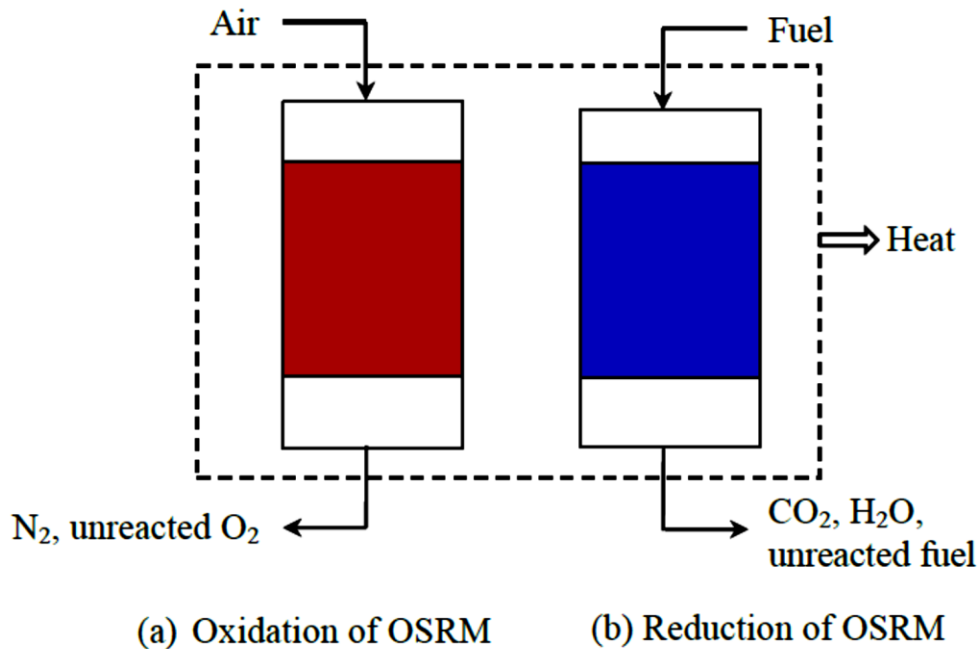 Air
Fuel
Heat
N₂, unreacted O₂
CO₂, H₂O,
unreacted fuel
(a) Oxidation of OSRM
(b) Reduction of OSRM